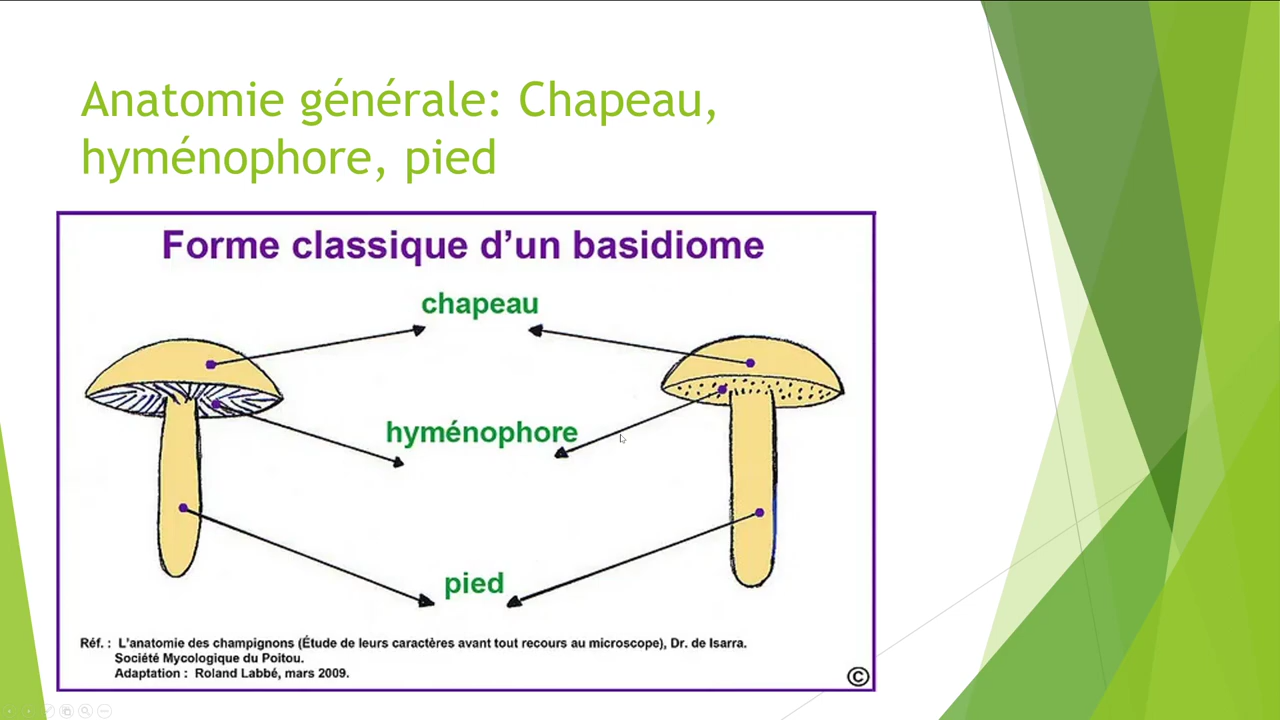 Anatomie générale: Chapeau,
hyménophore, pied
Forme classique d'un basidiome
chapeau
hyménophore
pied
Réf. : L'anatomie des champignons (Étude de leurs caractères avant tout recours au microscope), Dr. de Isarra.
Société Mycologique du Poitou.
Adaptation : Roland Labbé, mars 2009.
©